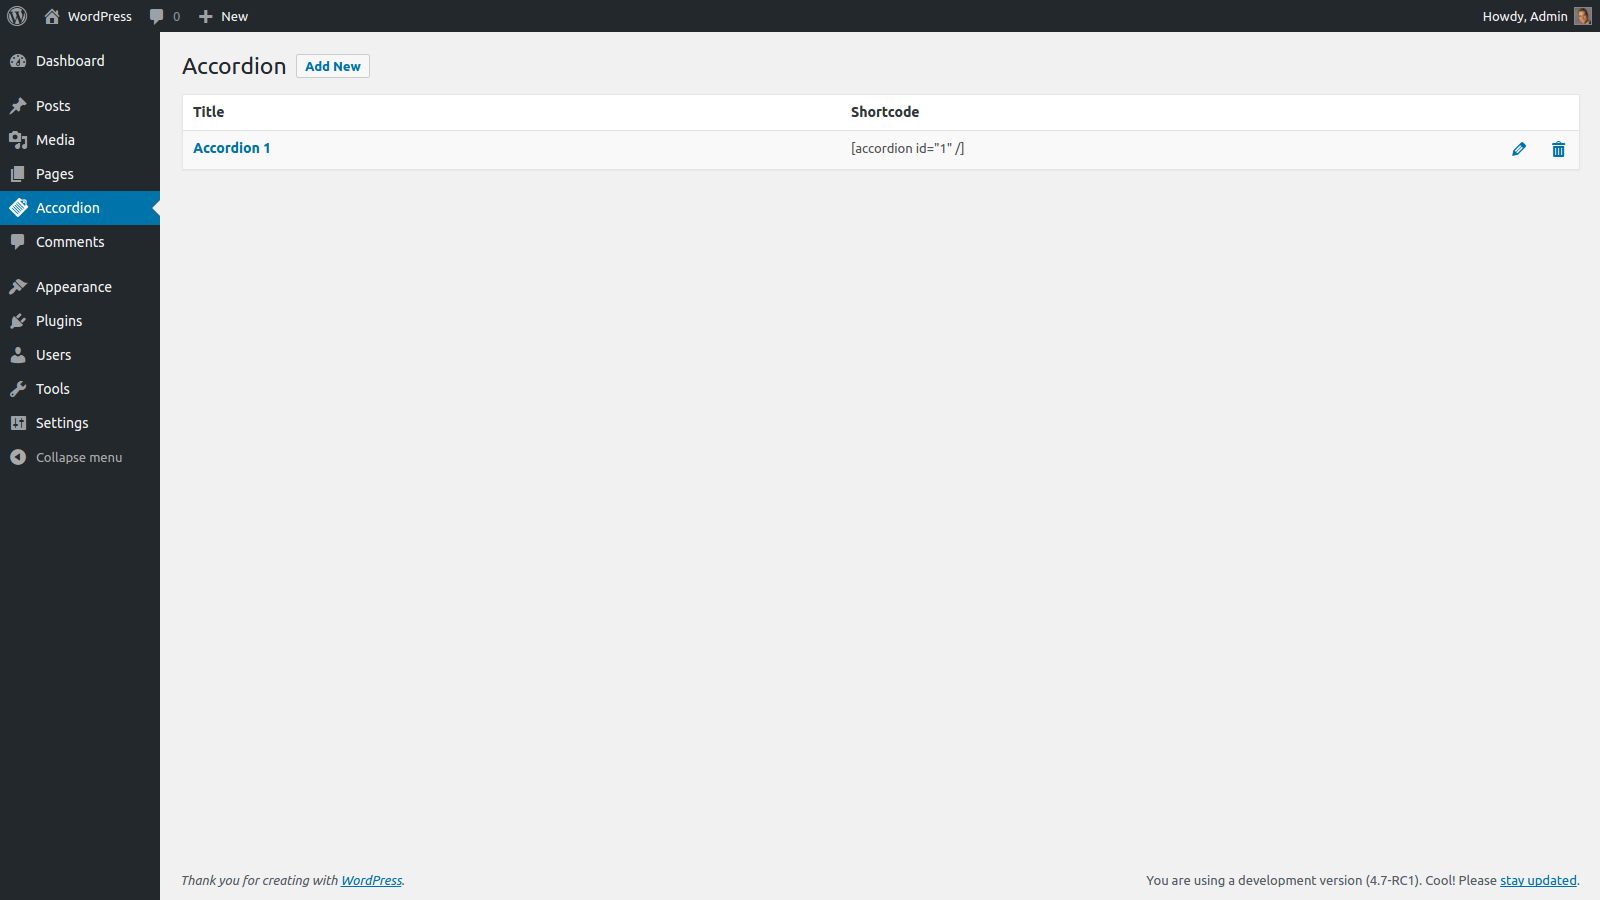 WordPress 0 New Howdy, Admin
Dashboard
Posts
Media
Pages
Accordion
Comments
Appearance
Plugins
Users
Tools
Settings
Collapse menu
Accordion Add New
Title Shortcode
Accordion 1 [accordion id="1" /]
Thank you for creating with WordPress. You are using a development version (4.7-RC1). Cool! Please stay updated.